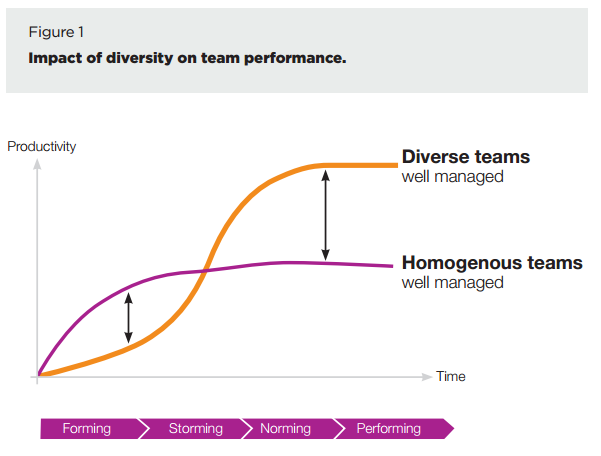 Figure 1
Impact of diversity on team performance.
Productivity
Diverse teams
well managed
Homogenous teams
well managed
Time
Forming
Storming
Norming
Performing